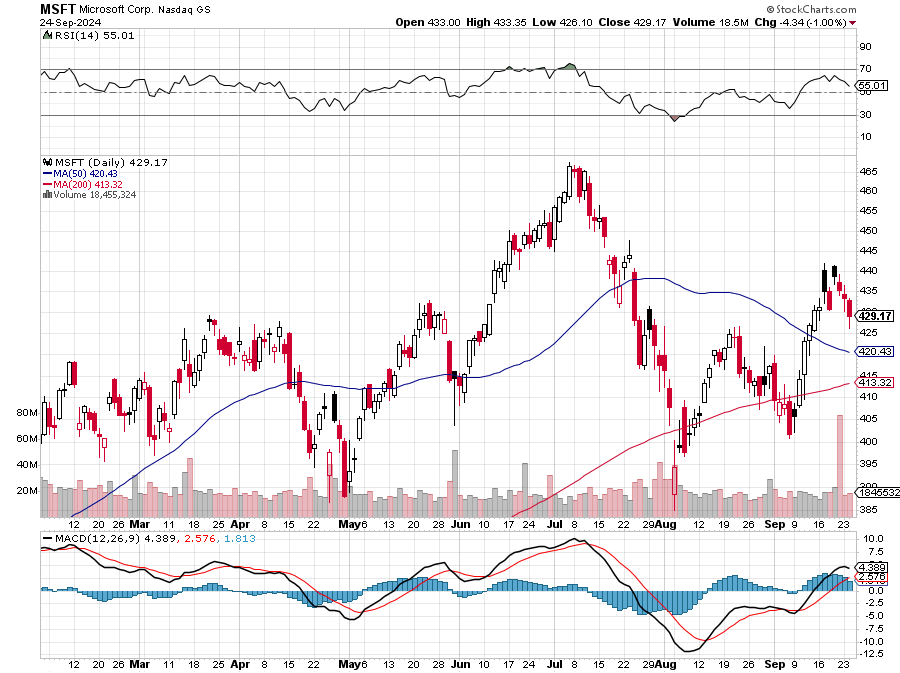 MSFT Microsoft Corp. Nasdaq GS © StockCharts.com
24-Sep-2024 Open 433.00 High 433.35 Low 426.10 Close 429.17 Volume 18.5M Chg -4.34 (-1.00%)
RSI(14) 55.01
90
70
55.01
50
30
10
MSFT (Daily) 429.17
MA(50) 420.43
MA(200) 413.32
Volume 18,455,324
465
460
455
450
445
440
435
429.17
425
420.43
415
413.32
410
405
400
395
390
385
80M
60M
40M
20M
1845532
12 20 26 Mar 11 18 25 Apr 8 15 22 May 6 13 20 28 Jun 10 17 24 Jul 8 15 22 29 Aug 12 19 26 Sep 9 16 23
MACD(12,26,9) 4.389, 2.576, 1.813
10.0
7.5
4.389
2.576
0.0
-2.5
-5.0
-7.5
-10.0
-12.5
12 20 26 Mar 11 18 25 Apr 8 15 22 May 6 13 20 28 Jun 10 17 24 Jul 8 15 22 29 Aug 12 19 26 Sep 9 16 23